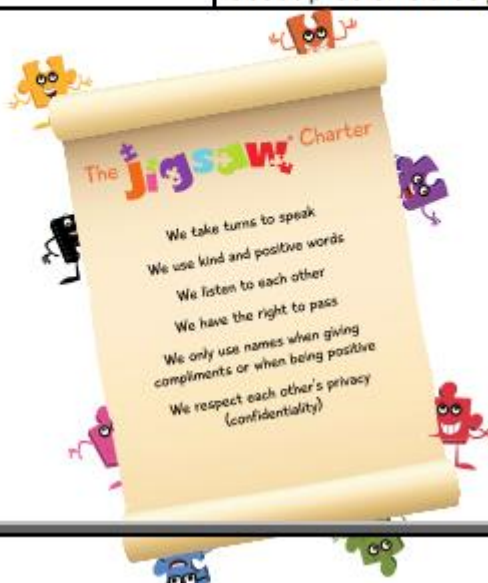 The Jigsaw Charter
We take turns to speak
We use kind and positive words
We listen to each other
We have the right to pass
We only use names when giving
compliments or when being positive
We respect each other's privacy
(confidentiality)